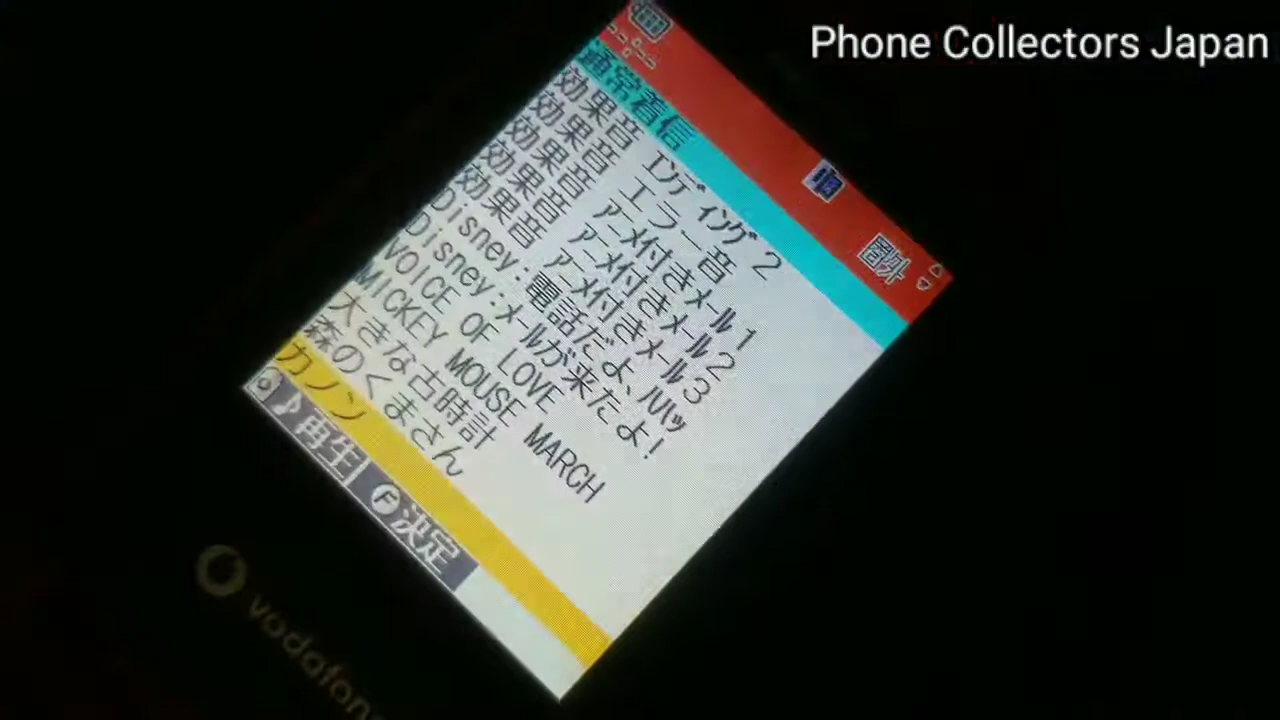 Phone Collectors Japan
--:--
圏外
通常着信
効果音 ｴﾝﾃﾞｨﾝｸﾞ2
効果音 エラー音
効果音 ｱﾆﾒ付きﾒｰﾙ1
効果音 ｱﾆﾒ付きﾒｰﾙ2
効果音 ｱﾆﾒ付きﾒｰﾙ3
Disney:電話だよ､ﾊﾊｯ
Disney:ﾒｰﾙが来たよ!
VOICE OF LOVE
MICKEY MOUSE MARCH
大きな古時計
森のくまさん
カノン
♪再生
F決定
vodafone